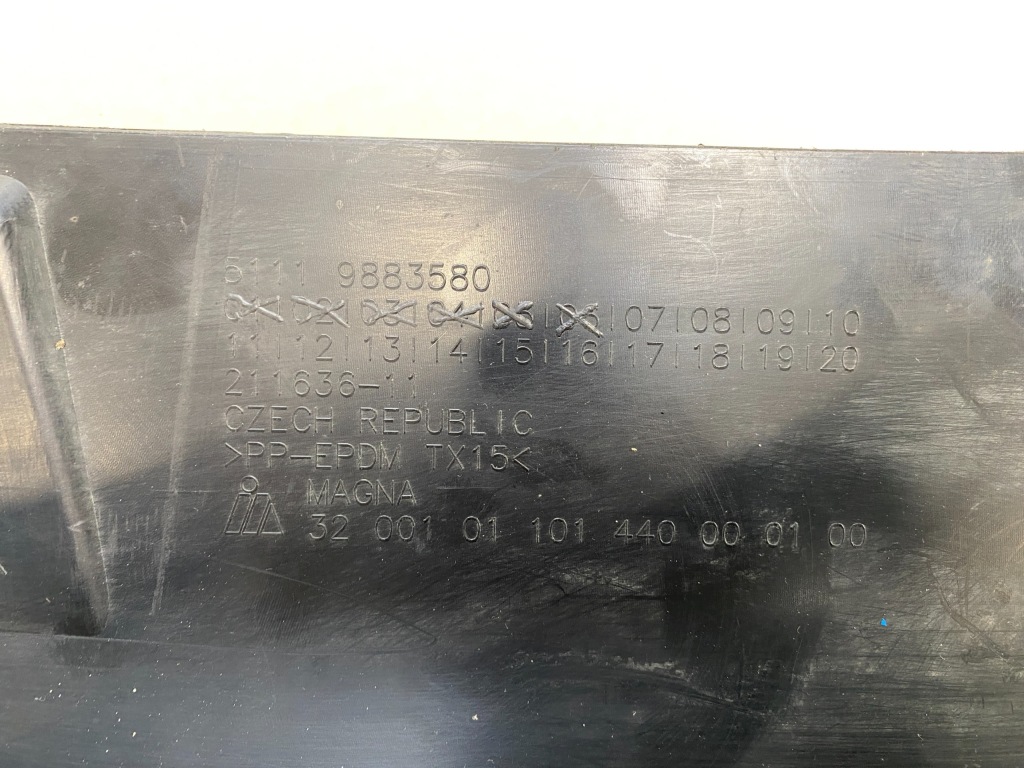 5111 9883580
01|02|03|04|05|06|07|08|09|10
11|12|13|14|15|16|17|18|19|20
211636-11
CZECH REPUBLIC
>PP-EPDM TX15<
MAGNA
32 001 01 101 440 00 01 00